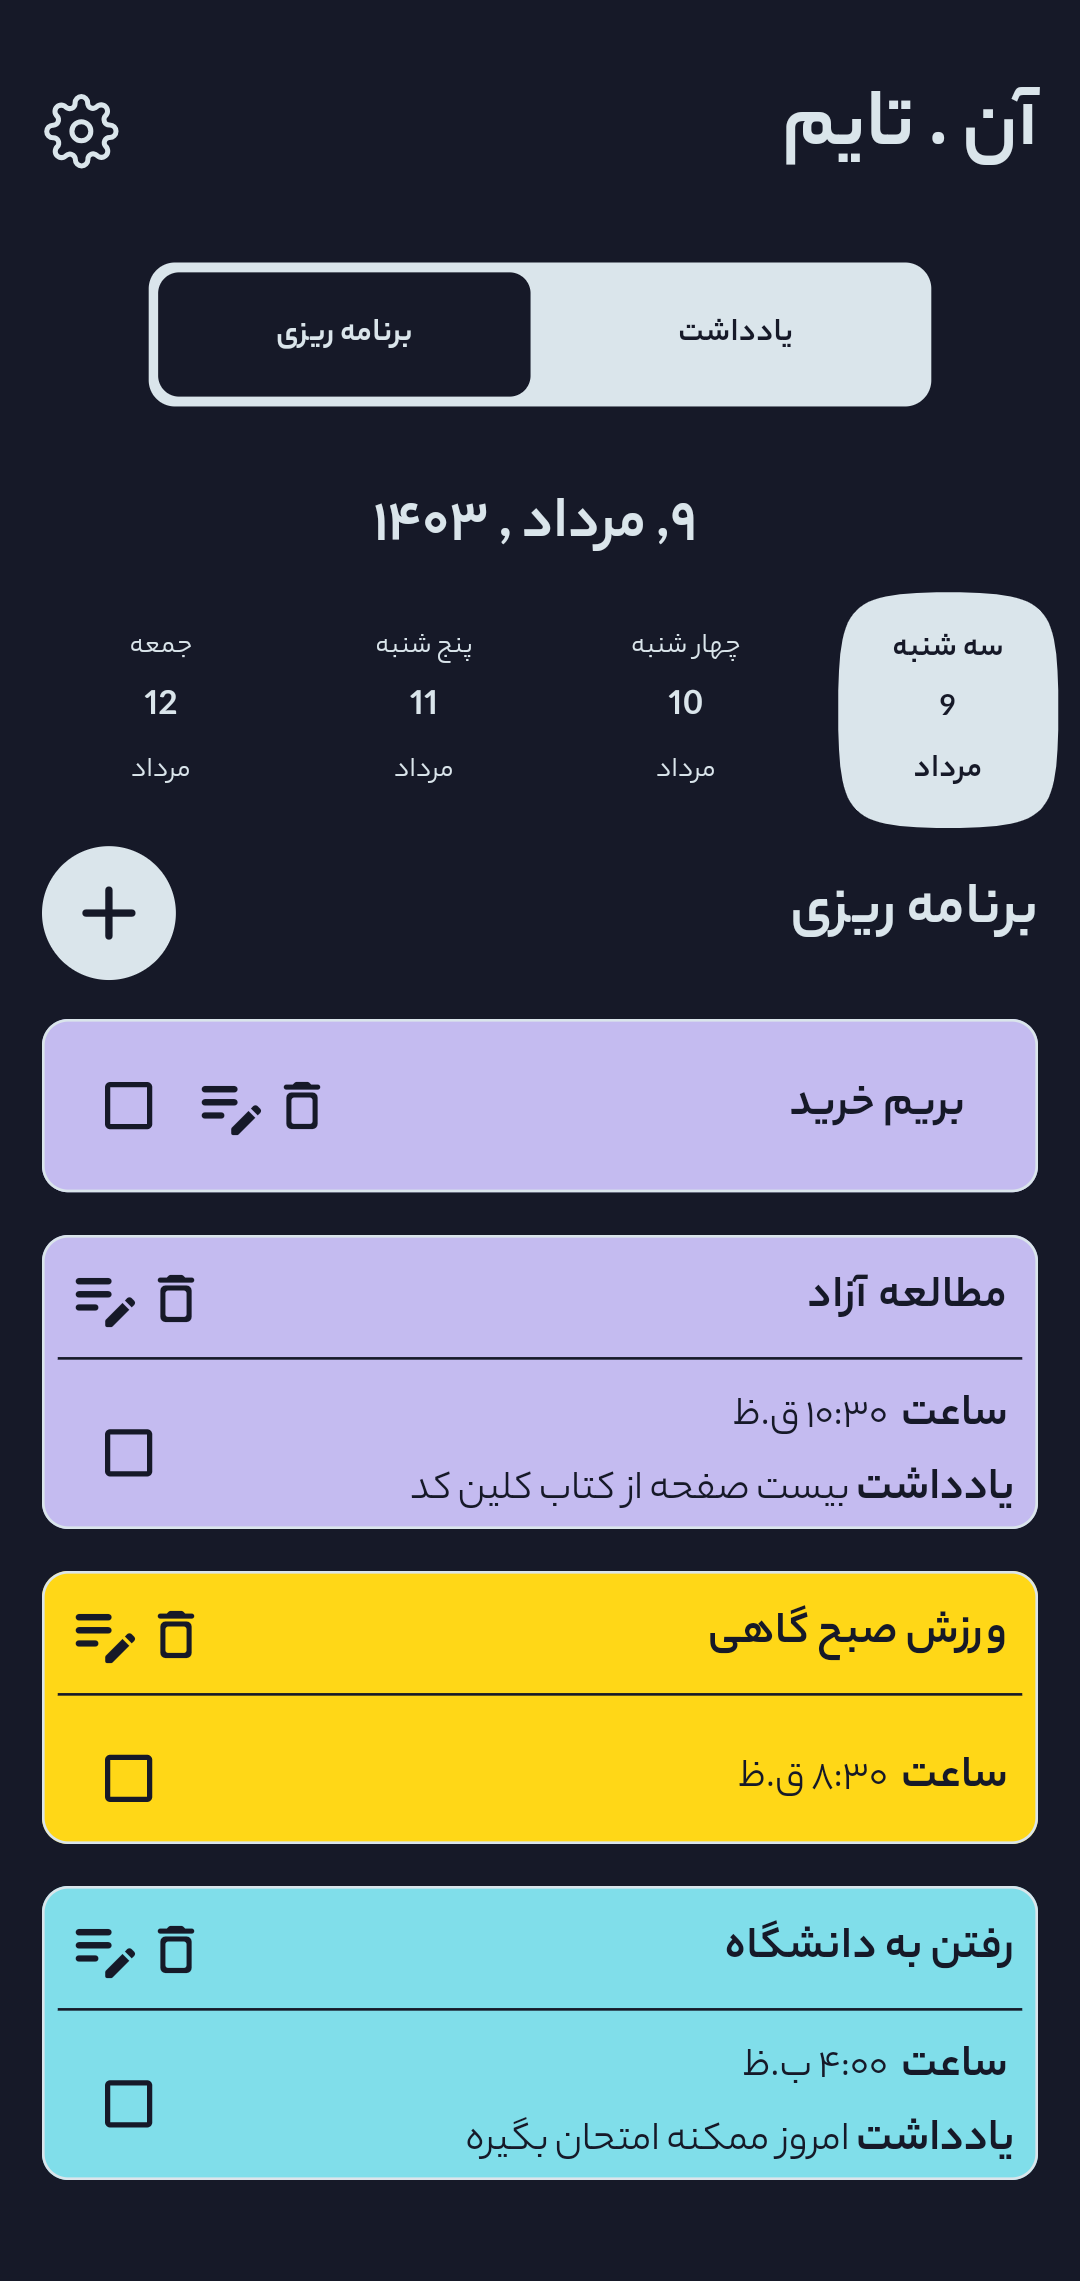 آن . تایم
یادداشت
برنامه ریزی
۹, مرداد , ۱۴۰۳
سه شنبه
9
مرداد
چهار شنبه
10
مرداد
پنج شنبه
11
مرداد
جمعه
12
مرداد
برنامه ریزی
بریم خرید
مطالعه آزاد
ساعت ۱۰:۳۰ ق.ظ
یادداشت بیست صفحه از کتاب کلین کد
ورزش صبح گاهی
ساعت ۸:۳۰ ق.ظ
رفتن به دانشگاه
ساعت ۴:۰۰ ب.ظ
یادداشت امروز ممکنه امتحان بگیره